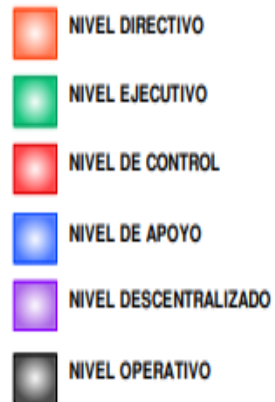 NIVEL DIRECTIVO
NIVEL EJECUTIVO
NIVEL DE CONTROL
NIVEL DE APOYO
NIVEL DESCENTRALIZADO
NIVEL OPERATIVO